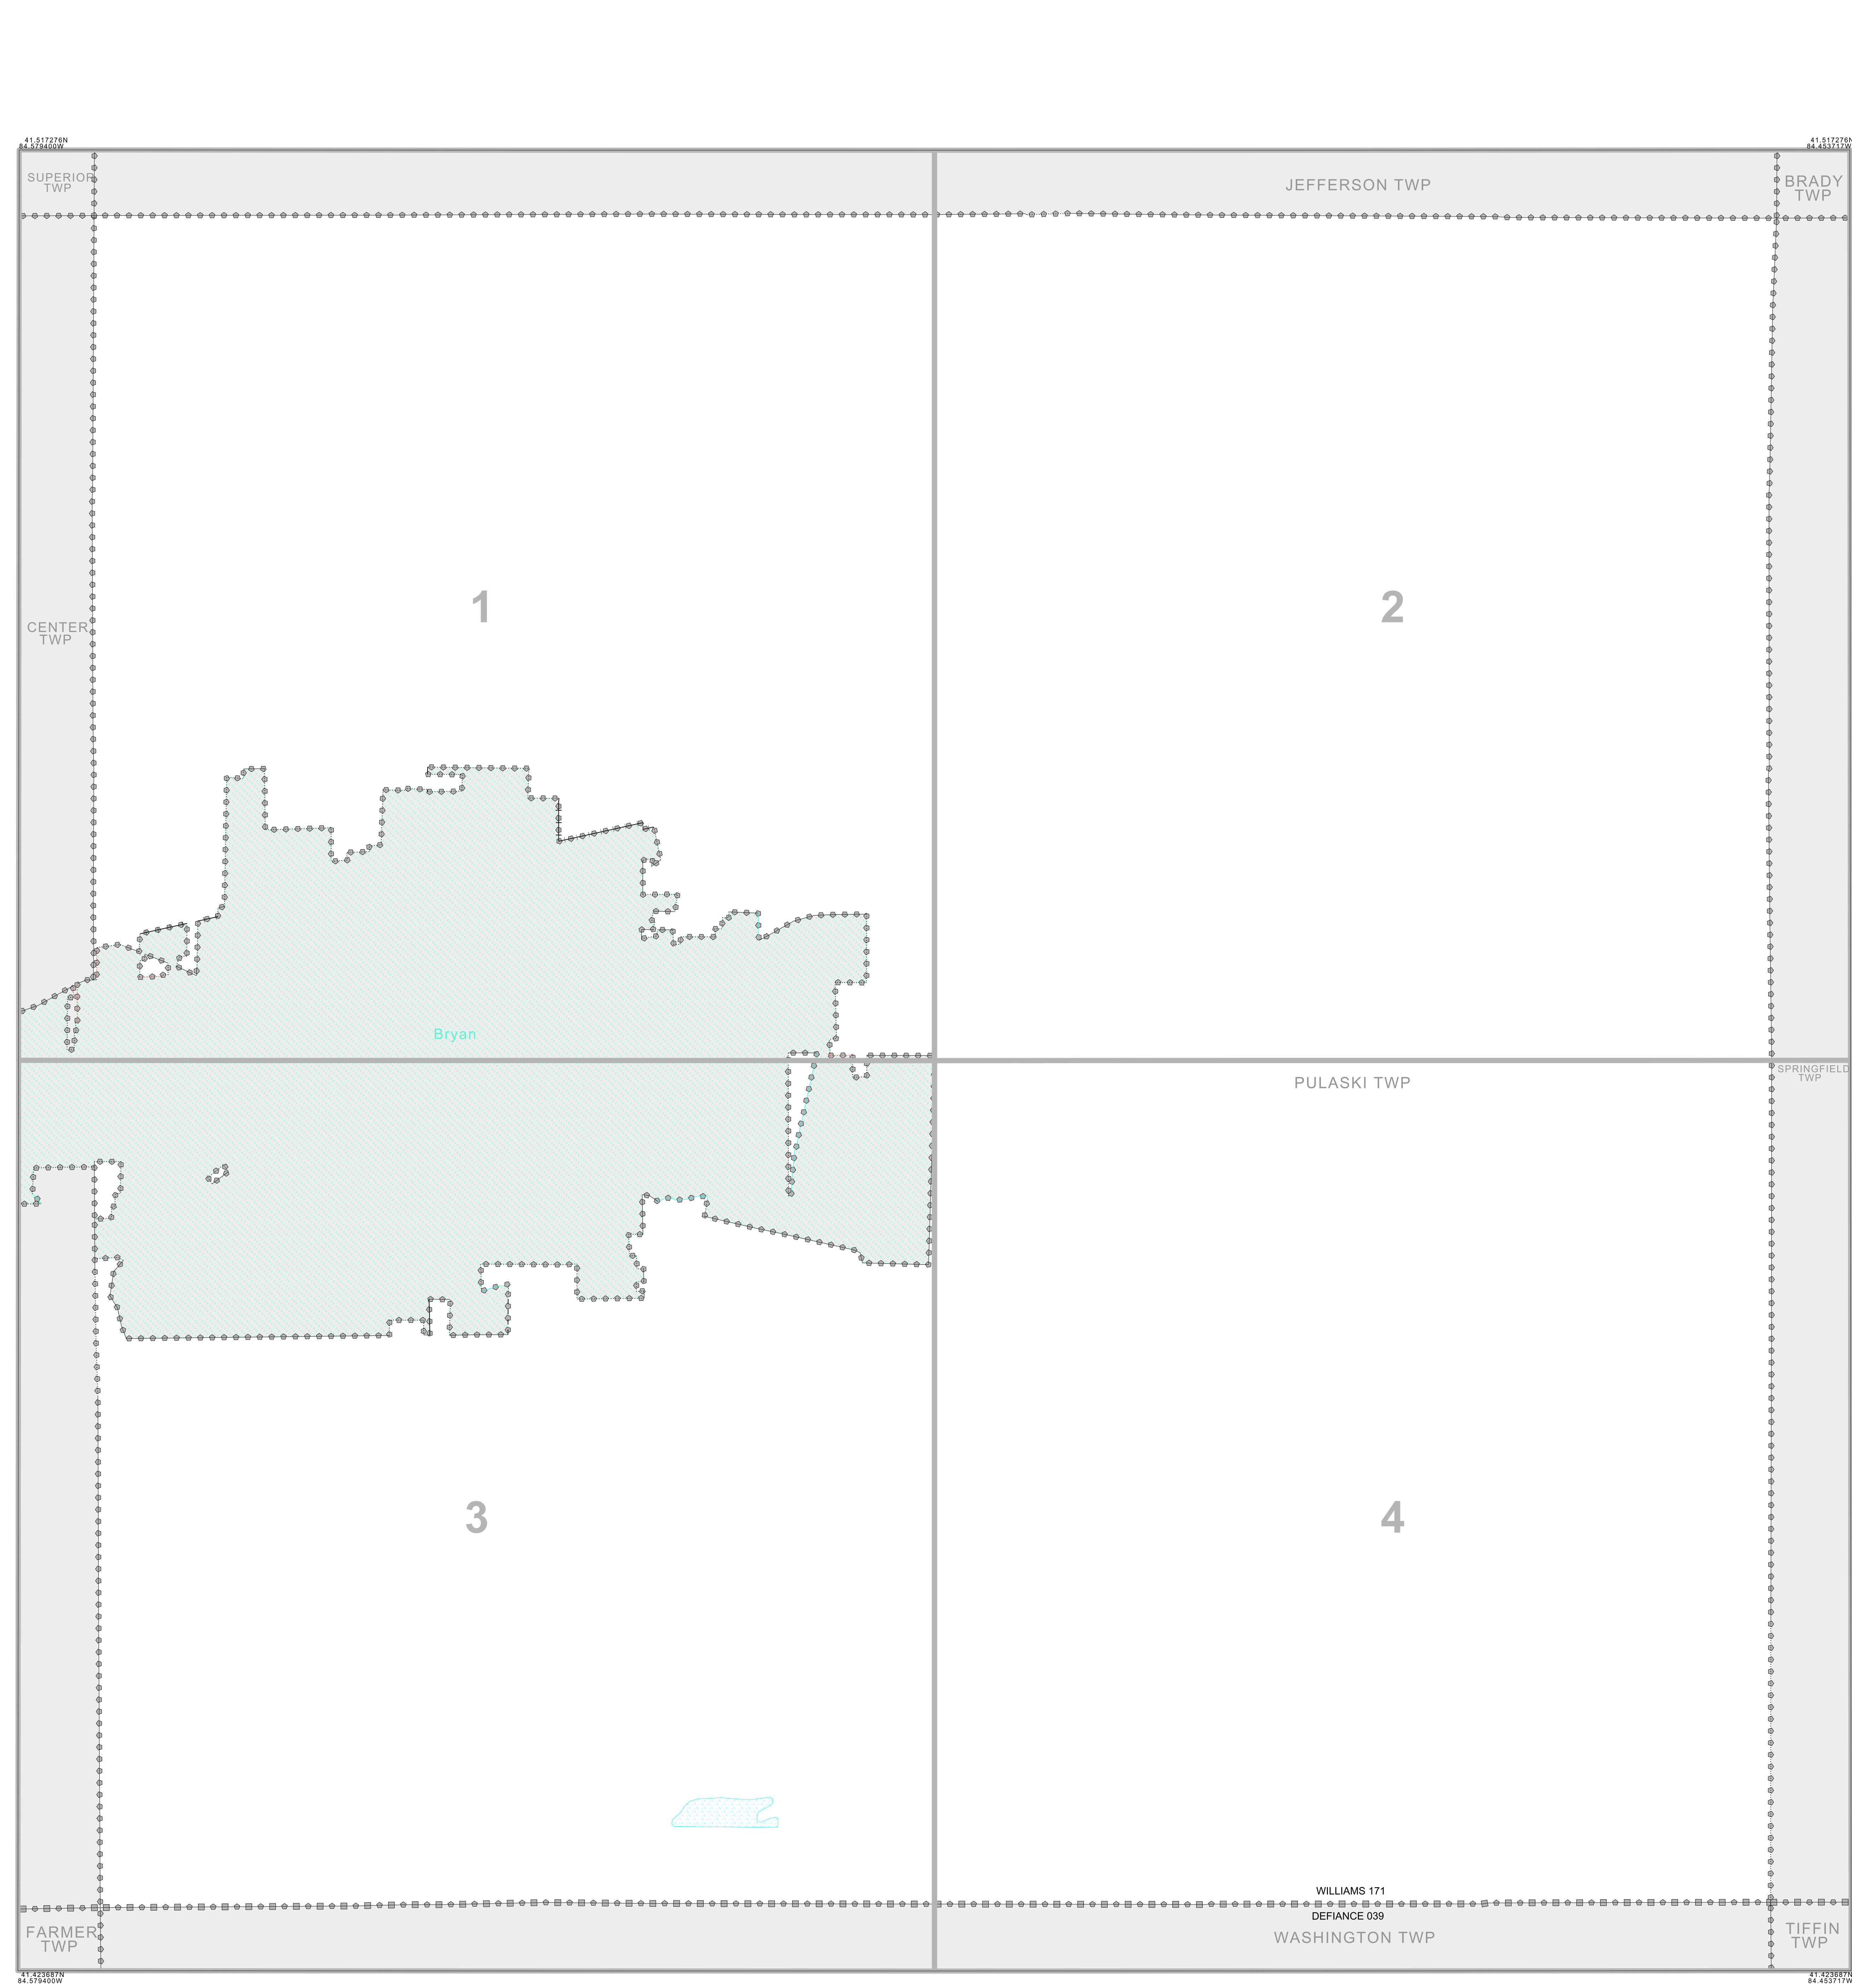 41.517276N
84.579400W
41.517276N
84.453717W
SUPERIOR
TWP
JEFFERSON TWP
BRADY
TWP
1
2
CENTER
TWP
Bryan
PULASKI TWP
SPRINGFIELD
TWP
3
4
WILLIAMS 171
DEFIANCE 039
FARMER
TWP
WASHINGTON TWP
TIFFIN
TWP
41.423687N
84.579400W
41.423687N
84.453717W